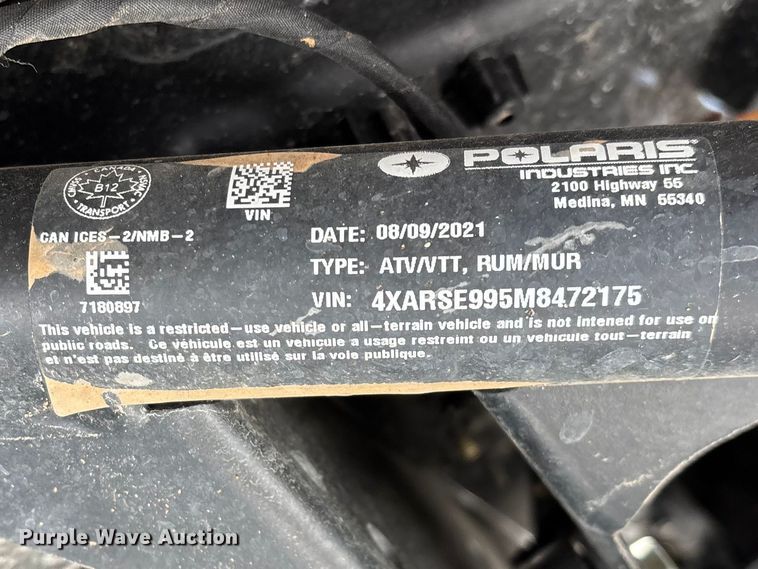 POLARIS
INDUSTRIES INC.
2100 Highway 55
Medina, MN 55340
CANADA
B12
TRANSPORT
VIN
CAN ICES-2/NMB-2
7180897
DATE: 08/09/2021
TYPE: ATV/VTT, RUM/MUR
VIN: 4XARSE995M8472175
This vehicle is a restricted-use vehicle or all-terrain vehicle and is not intened for use on
public roads. Ce véhicule est un véhicule a usage restreint ou un véhicule tout-terrain
et n'est pas destiné à être utilisé sur la voie publique.
Purple Wave Auction